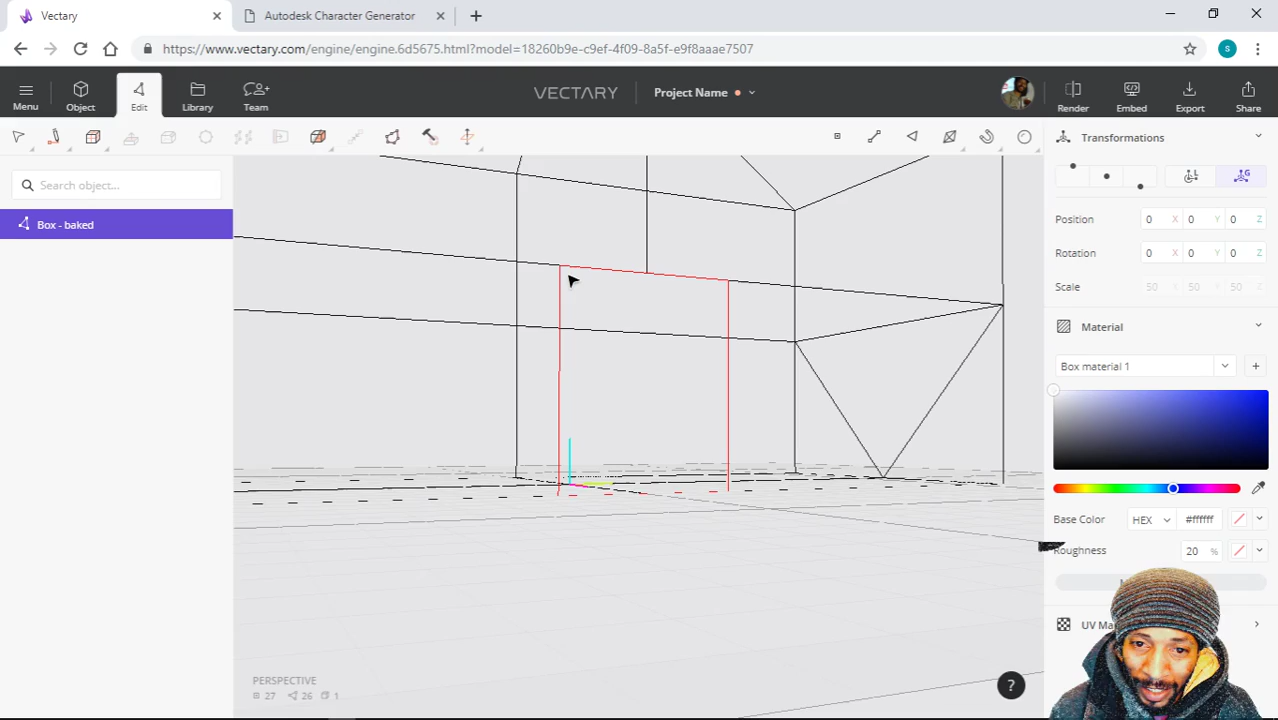 Vectary
Autodesk Character Generator
https://www.vectary.com/engine/engine.6d5675.html?model=18260b9e-c9ef-4f09-8a5f-e9f8aaae7507
S
Menu
Object
Edit
Library
Team
VECTARY
Project Name
Render
Embed
Export
Share
Search object...
Box - baked
Transformations
L
G
Position 0 X 0 Y 0 Z
Rotation 0 X 0 Y 0 Z
Scale 50 X 50 Y 50 Z
Material
Box material 1
Base Color HEX #ffffff
Roughness 20 %
UV
PERSPECTIVE
27 26 1
?